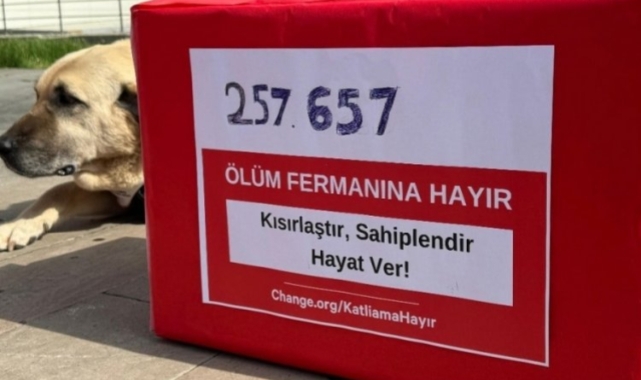 257.657
ÖLÜM FERMANINA HAYIR
Kısırlaştır, Sahiplendir
Hayat Ver!
Change.org/KatliamaHayır